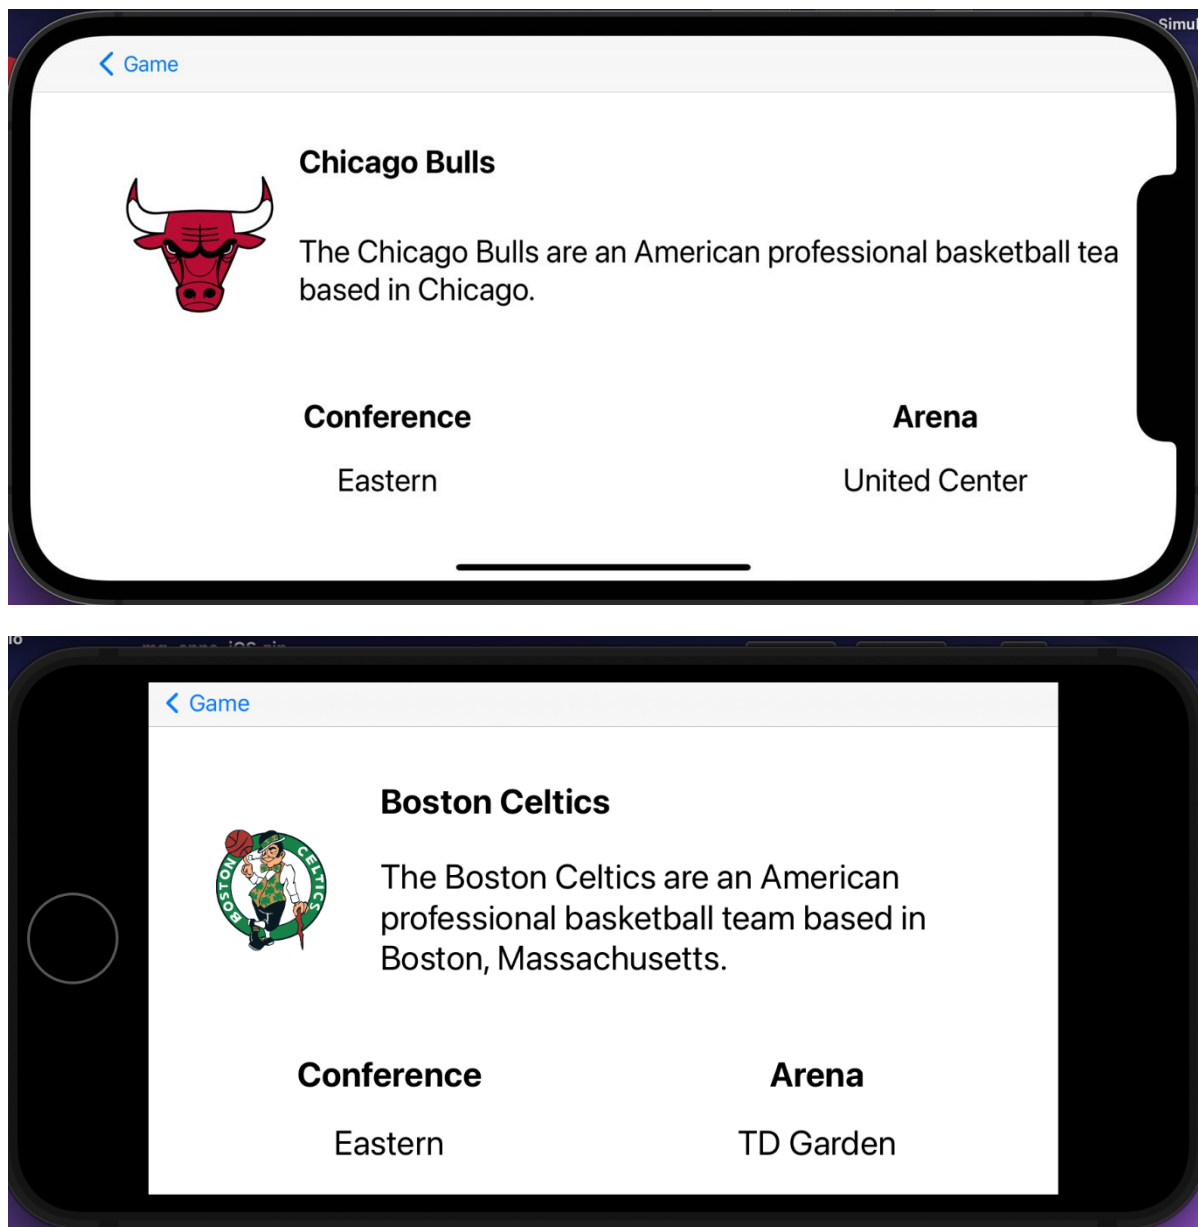 Simul
Game
Chicago Bulls
The Chicago Bulls are an American professional basketball tea
based in Chicago.
Conference
Arena
Eastern
United Center
Game
Boston Celtics
BOSTON CELTICS
The Boston Celtics are an American
professional basketball team based in
Boston, Massachusetts.
Conference
Arena
Eastern
TD Garden